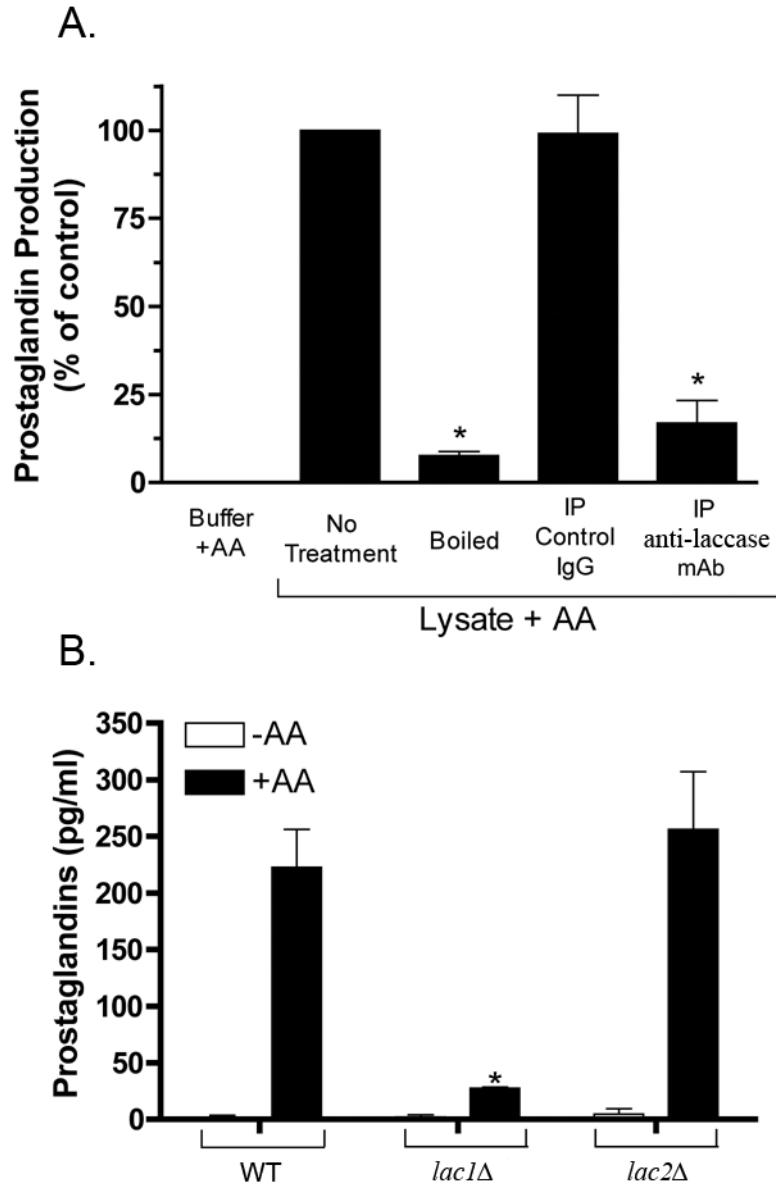 A.
Prostaglandin Production
(% of control)
100
75
50
25
0
*
*
Buffer
+AA
No
Treatment
Boiled
IP
Control
IgG
IP
anti-laccase
mAb
Lysate + AA
B.
Prostaglandins (pg/ml)
350
300
250
200
150
100
50
0
-AA
+AA
*
WT
lac1Δ
lac2Δ